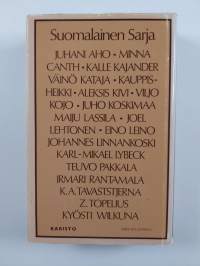 Suomalainen Sarja
JUHANI AHO • MINNA
CANTH • KALLE KAJANDER
VÄINÖ KATAJA • KAUPPIS-
HEIKKI • ALEKSIS KIVI • VIIJO
KOJO • JUHO KOSKIMAA
MAIJU LASSILA • JOEL
LEHTONEN • EINO LEINO
JOHANNES LINNANKOSKI
KARL-MIKAEL LYBECK
TEUVO PAKKALA
IRMARI RANTAMALA
K.A. TAVASTSTJERNA
Z. TOPELIUS
KYÖSTI WILKUNA
KARISTO